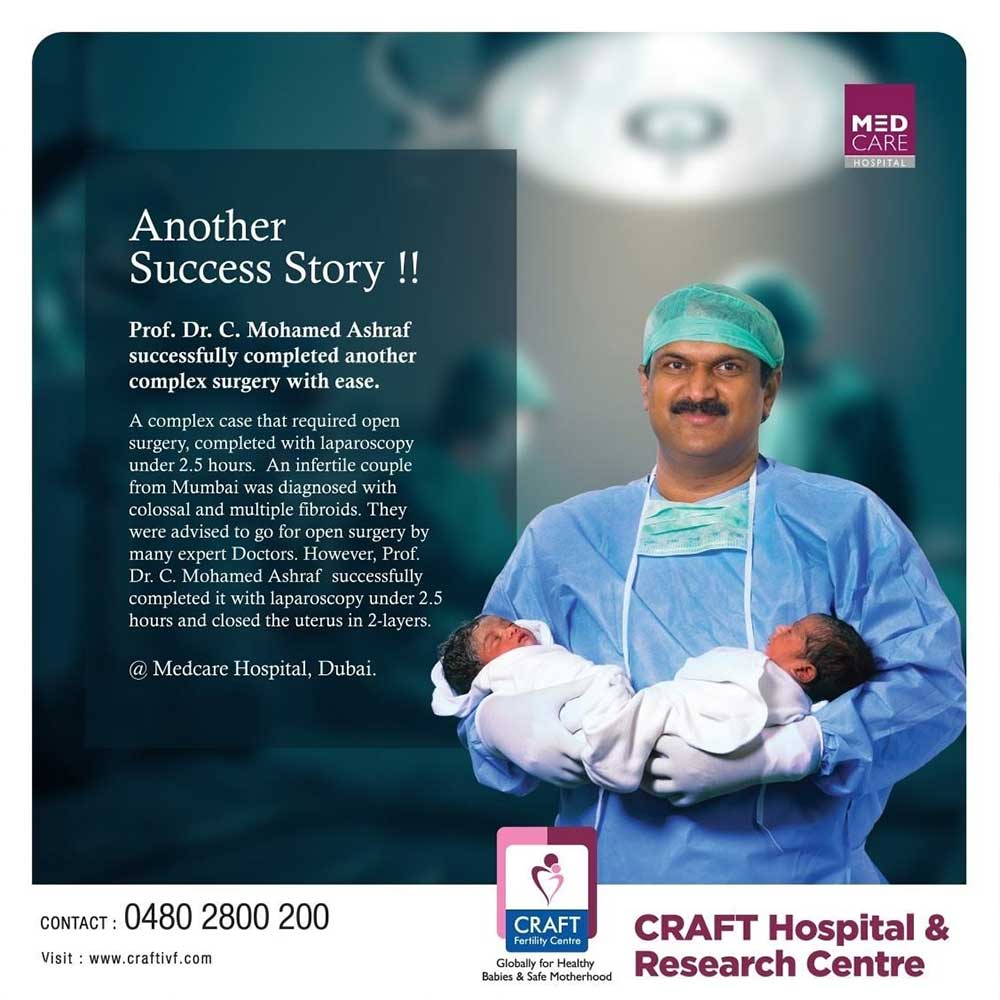 MED
CARE
HOSPITAL
Another
Success Story !!
Prof. Dr. C. Mohamed Ashraf
successfully completed another
complex surgery with ease.
A complex case that required open
surgery, completed with laparoscopy
under 2.5 hours. An infertile couple
from Mumbai was diagnosed with
colossal and multiple fibroids. They
were advised to go for open surgery by
many expert Doctors. However, Prof.
Dr. C. Mohamed Ashraf successfully
completed it with laparoscopy under 2.5
hours and closed the uterus in 2-layers.
@ Medcare Hospital, Dubai.
CONTACT : 0480 2800 200
Visit : www.craftivf.com
CRAFT
Fertility Centre
Globally for Healthy
Babies & Safe Motherhood
CRAFT Hospital &
Research Centre